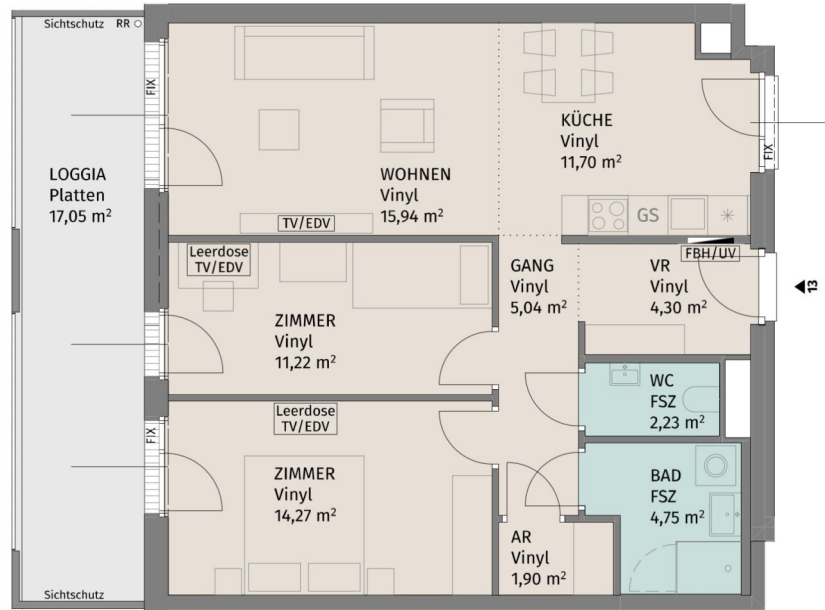 Sichtschutz RR
FIX
LOGGIA
Platten
17,05 m²
Sichtschutz
WOHNEN
Vinyl
15,94 m²
TV/EDV
KÜCHE
Vinyl
11,70 m²
GS
FIX
Leerdose
TV/EDV
ZIMMER
Vinyl
11,22 m²
GANG
Vinyl
5,04 m²
VR
Vinyl
4,30 m²
FBH/UV
13
WC
FSZ
2,23 m²
FIX
Leerdose
TV/EDV
ZIMMER
Vinyl
14,27 m²
BAD
FSZ
4,75 m²
AR
Vinyl
1,90 m²